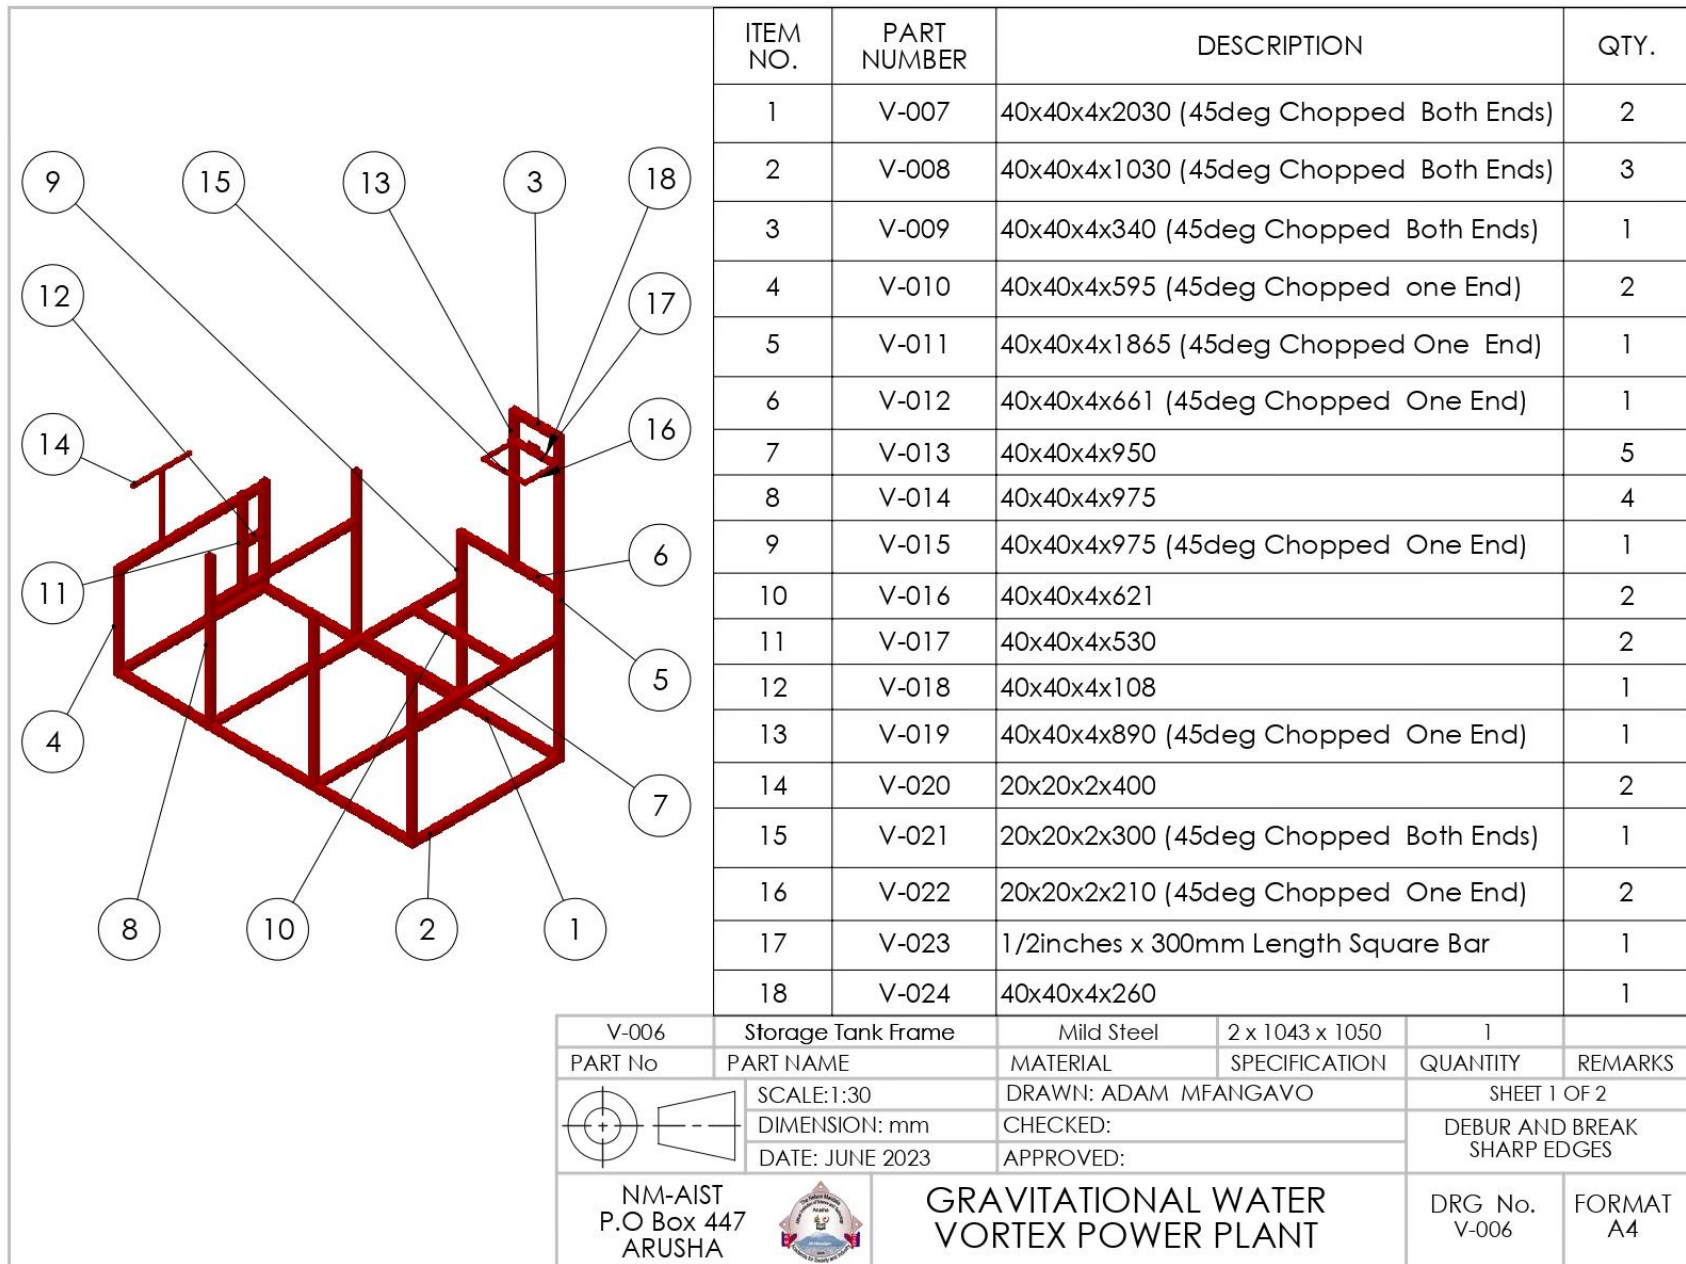 ITEM NO. PART NUMBER DESCRIPTION QTY.
1 V-007 40x40x4x2030 (45deg Chopped Both Ends) 2
2 V-008 40x40x4x1030 (45deg Chopped Both Ends) 3
3 V-009 40x40x4x340 (45deg Chopped Both Ends) 1
4 V-010 40x40x4x595 (45deg Chopped one End) 2
5 V-011 40x40x4x1865 (45deg Chopped One End) 1
6 V-012 40x40x4x661 (45deg Chopped One End) 1
7 V-013 40x40x4x950 5
8 V-014 40x40x4x975 4
9 V-015 40x40x4x975 (45deg Chopped One End) 1
10 V-016 40x40x4x621 2
11 V-017 40x40x4x530 2
12 V-018 40x40x4x108 1
13 V-019 40x40x4x890 (45deg Chopped One End) 1
14 V-020 20x20x2x400 2
15 V-021 20x20x2x300 (45deg Chopped Both Ends) 1
16 V-022 20x20x2x210 (45deg Chopped One End) 2
17 V-023 1/2inches x 300mm Length Square Bar 1
18 V-024 40x40x4x260 1
9 15 13 3 18
12 17
14 16
11 6
4 5
7
8 10 2 1
V-006 Storage Tank Frame Mild Steel 2 x 1043 x 1050 1
PART No PART NAME MATERIAL SPECIFICATION QUANTITY REMARKS
SCALE:1:30 DRAWN: ADAM MFANGAVO SHEET 1 OF 2
DIMENSION: mm CHECKED: DEBUR AND BREAK
SHARP EDGES
DATE: JUNE 2023 APPROVED:
NM-AIST
P.O Box 447
ARUSHA
GRAVITATIONAL WATER
VORTEX POWER PLANT
DRG No.
V-006
FORMAT
A4